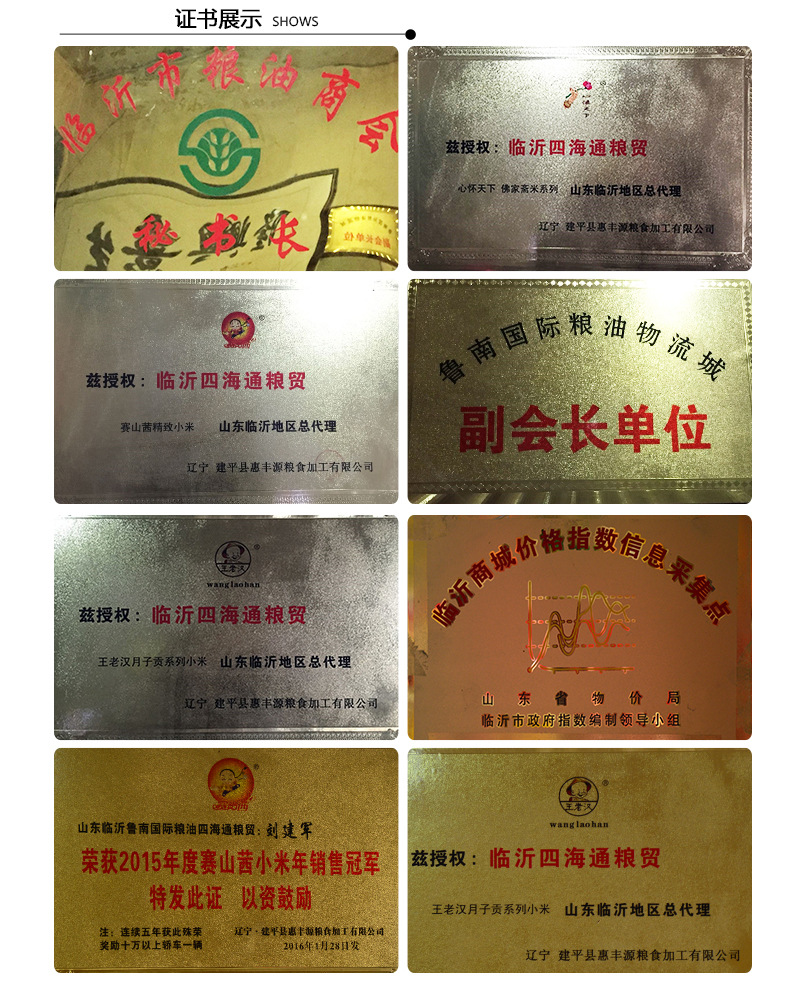 证书展示 SHOWS
临沂市粮油商会
秘书长
副会长单位
心怀天下
兹授权：临沂四海通粮贸
心怀天下 佛家斋米系列 山东临沂地区总代理
辽宁 建平县惠丰源粮食加工有限公司
兹授权：临沂四海通粮贸
赛山茜精致小米 山东临沂地区总代理
辽宁 建平县惠丰源粮食加工有限公司
鲁南国际粮油物流城
副会长单位
王老汉
wanglaohan
兹授权：临沂四海通粮贸
王老汉月子贡系列小米 山东临沂地区总代理
辽宁 建平县惠丰源粮食加工有限公司
临沂商城价格指数信息采集点
山东省物价局
临沂市政府指数编制领导小组
山东临沂鲁南国际粮油四海通粮贸：刘建军
荣获2015年度赛山茜小米年销售冠军
特发此证 以资鼓励
注：连续五年获此殊荣
奖励十万以上轿车一辆
辽宁·建平县惠丰源粮食加工有限公司
2016年1月28日发
王老汉
wanglaohan
兹授权：临沂四海通粮贸
王老汉月子贡系列小米 山东临沂地区总代理
辽宁 建平县惠丰源粮食加工有限公司